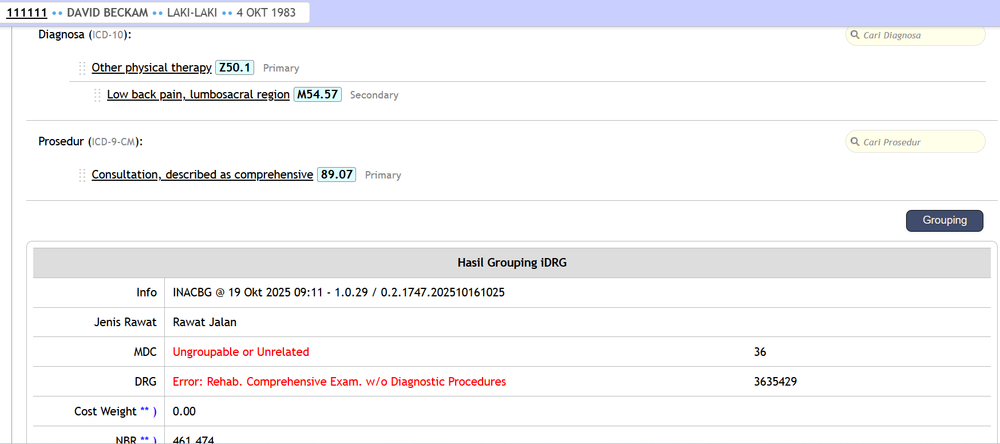 111111 •• DAVID BECKAM •• LAKI-LAKI •• 4 OKT 1983
Diagnosa (ICD-10):
Cari Diagnosa
Other physical therapy Z50.1 Primary
Low back pain, lumbosacral region M54.57 Secondary
Prosedur (ICD-9-CM):
Cari Prosedur
Consultation, described as comprehensive 89.07 Primary
Grouping
Hasil Grouping iDRG
Info INACBG @ 19 Okt 2025 09:11 - 1.0.29 / 0.2.1747.202510161025
Jenis Rawat Rawat Jalan
MDC Ungroupable or Unrelated 36
DRG Error: Rehab. Comprehensive Exam. w/o Diagnostic Procedures 3635429
Cost Weight ** ) 0.00
NBR ** ) 461,474